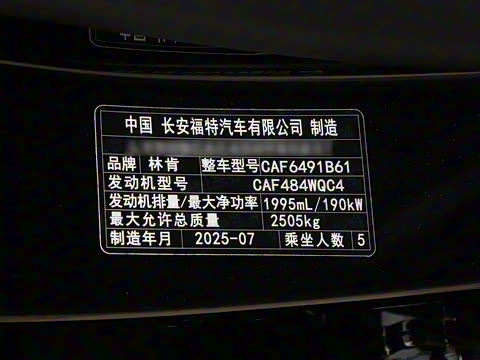 中国 长安福特汽车有限公司 制造
品牌 林肯 整车型号 CAF6491B61
发动机型号 CAF484WQC4
发动机排量/最大净功率 1995mL/190kW
最大允许总质量 2505kg
制造年月 2025-07 乘坐人数 5